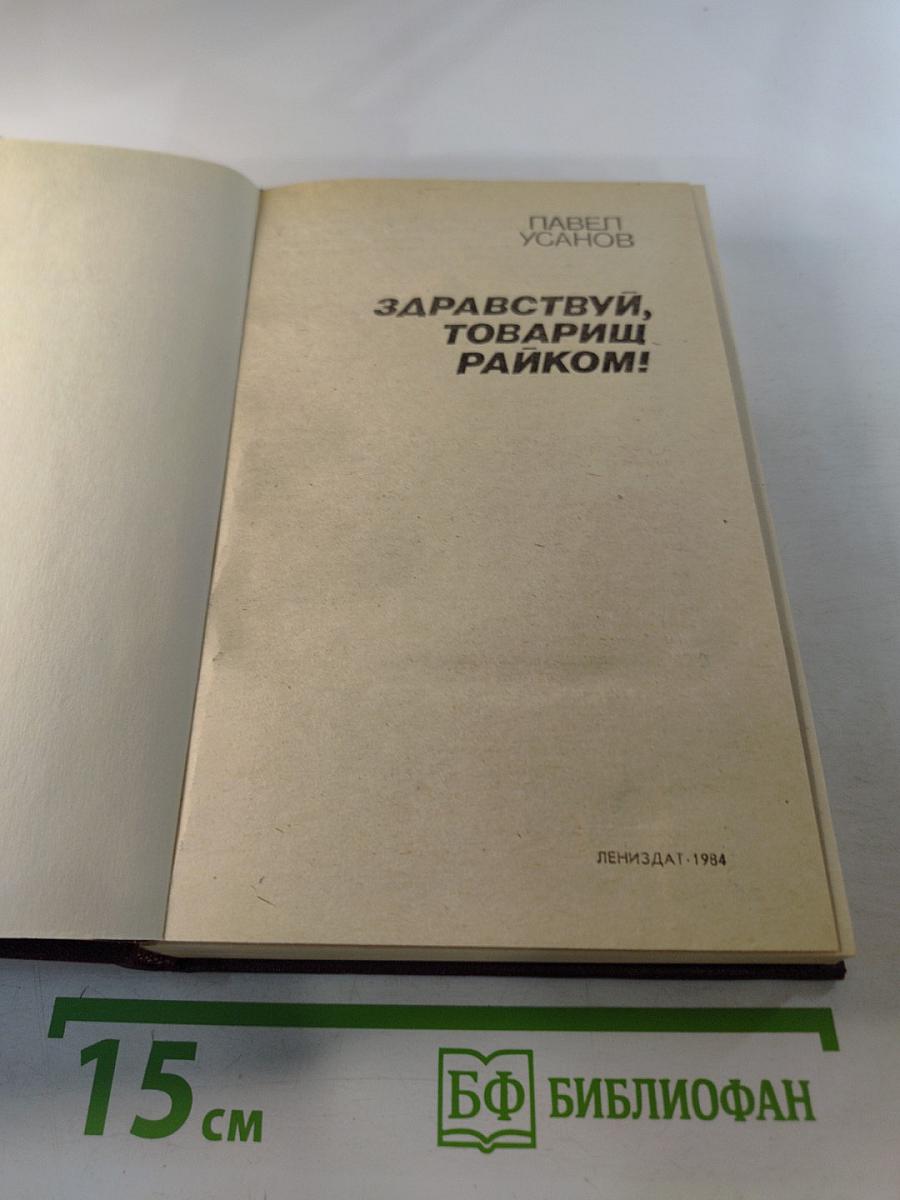 ПАВЕЛ
УСАНОВ
ЗДРАВСТВУЙ,
ТОВАРИЩ
РАЙКОМ!
ЛЕНИЗДАТ·1984
15 см
БФ БИБЛИОФАН